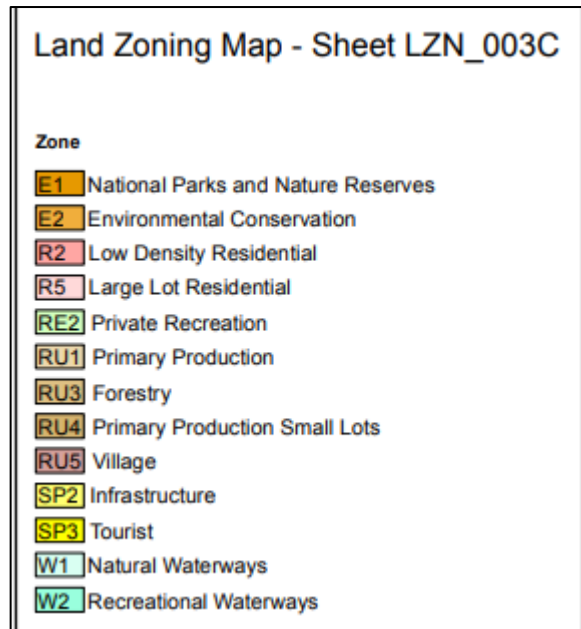 Land Zoning Map - Sheet LZN_003C
Zone
E1 National Parks and Nature Reserves
E2 Environmental Conservation
R2 Low Density Residential
R5 Large Lot Residential
RE2 Private Recreation
RU1 Primary Production
RU3 Forestry
RU4 Primary Production Small Lots
RU5 Village
SP2 Infrastructure
SP3 Tourist
W1 Natural Waterways
W2 Recreational Waterways